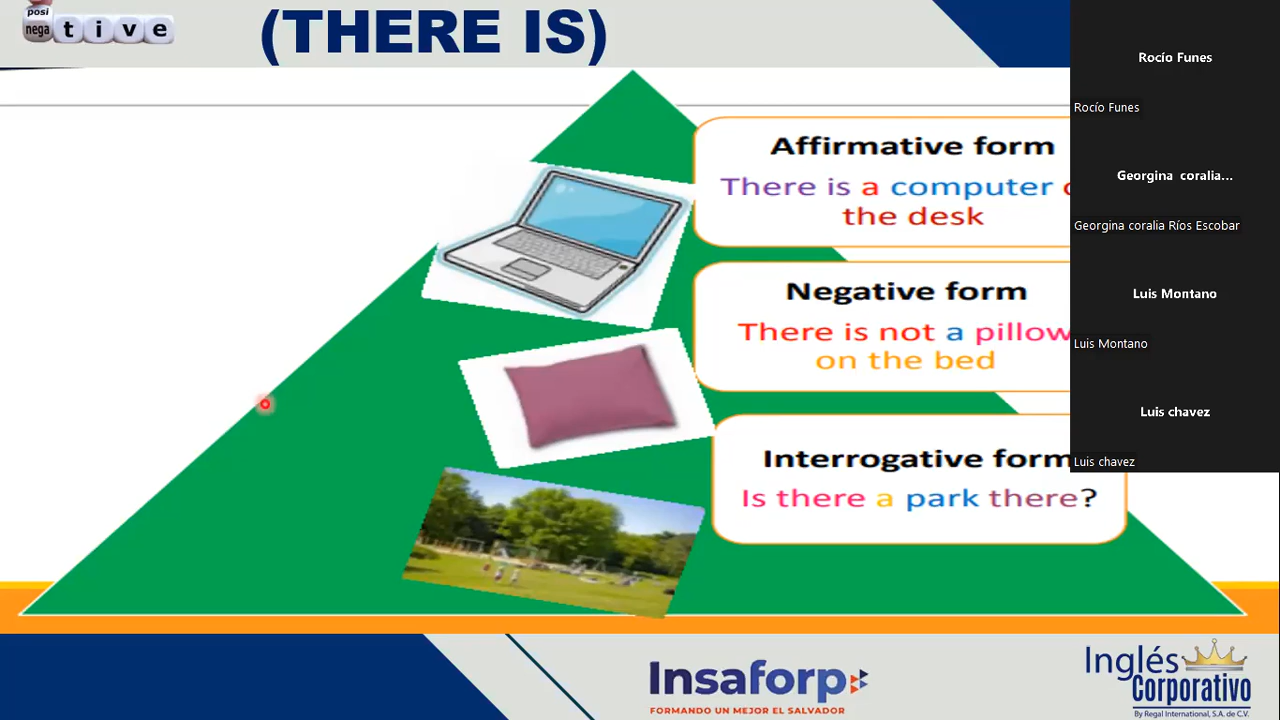 posi
nega tive
(THERE IS)
Affirmative form
There is a computer
the desk
Negative form
There is not a pillow
on the bed
Interrogative form
Is there a park there?
Rocío Funes
Rocío Funes
Georgina coralia...
Georgina coralia Ríos Escobar
Luis Montano
Luis Montano
Luis chavez
Luis chavez
Insaforp
FORMANDO UN MEJOR EL SALVADOR
Inglés
Corporativo
By Regal International, S.A. de C.V.